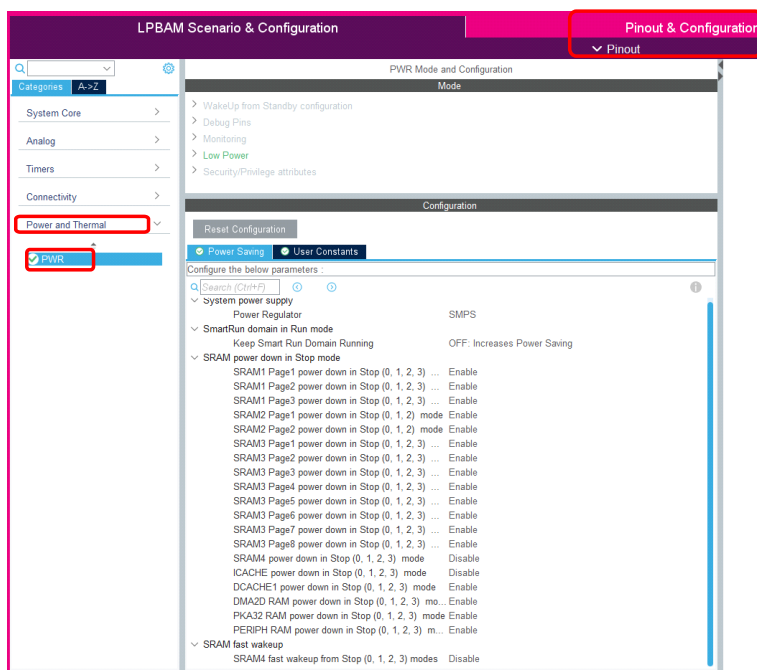 LPBAM Scenario & Configuration
Pinout & Configuration
Pinout
Categories A->Z
System Core
Analog
Timers
Connectivity
Power and Thermal
PWR
PWR Mode and Configuration
Mode
WakeUp from Standby configuration
Debug Pins
Monitoring
Low Power
Security/Privilege attributes
Configuration
Reset Configuration
Power Saving User Constants
Configure the below parameters :
Search (Ctrl+F)
System power supply
Power Regulator SMPS
SmartRun domain in Run mode
Keep Smart Run Domain Running OFF: Increases Power Saving
SRAM power down in Stop mode
SRAM1 Page1 power down in Stop (0, 1, 2, 3) ... Enable
SRAM1 Page2 power down in Stop (0, 1, 2, 3) ... Enable
SRAM1 Page3 power down in Stop (0, 1, 2, 3) ... Enable
SRAM2 Page1 power down in Stop (0, 1, 2) mode Enable
SRAM2 Page2 power down in Stop (0, 1, 2) mode Enable
SRAM3 Page1 power down in Stop (0, 1, 2, 3) ... Enable
SRAM3 Page2 power down in Stop (0, 1, 2, 3) ... Enable
SRAM3 Page3 power down in Stop (0, 1, 2, 3) ... Enable
SRAM3 Page4 power down in Stop (0, 1, 2, 3) ... Enable
SRAM3 Page5 power down in Stop (0, 1, 2, 3) ... Enable
SRAM3 Page6 power down in Stop (0, 1, 2, 3) ... Enable
SRAM3 Page7 power down in Stop (0, 1, 2, 3) ... Enable
SRAM3 Page8 power down in Stop (0, 1, 2, 3) ... Enable
SRAM4 power down in Stop (0, 1, 2, 3) mode Disable
ICACHE power down in Stop (0, 1, 2, 3) mode Disable
DCACHE1 power down in Stop (0, 1, 2, 3) mode Enable
DMA2D RAM power down in Stop (0, 1, 2, 3) mo... Enable
PKA32 RAM power down in Stop (0, 1, 2, 3) mode Enable
PERIPH RAM power down in Stop (0, 1, 2, 3) m... Enable
SRAM fast wakeup
SRAM4 fast wakeup from Stop (0, 1, 2, 3) modes Disable